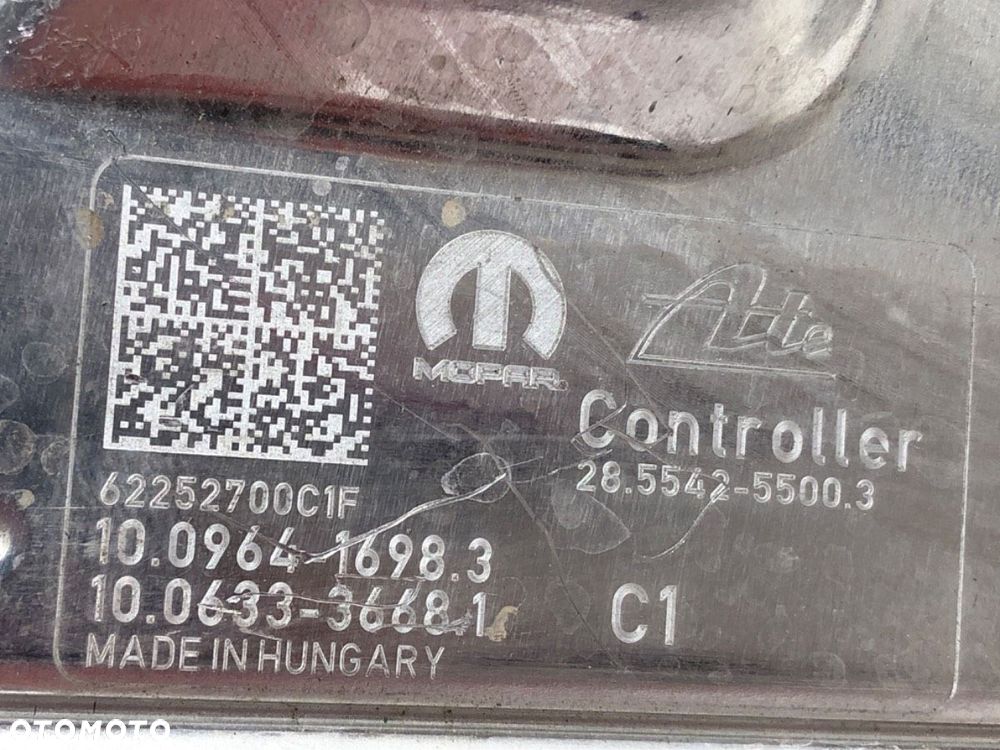 MOPAR®
Ate
Controller
28.5542-5500.3
62252700C1F
10.0964-1698.3
10.0633-3668.1
C1
MADE IN HUNGARY
OTOMOTO